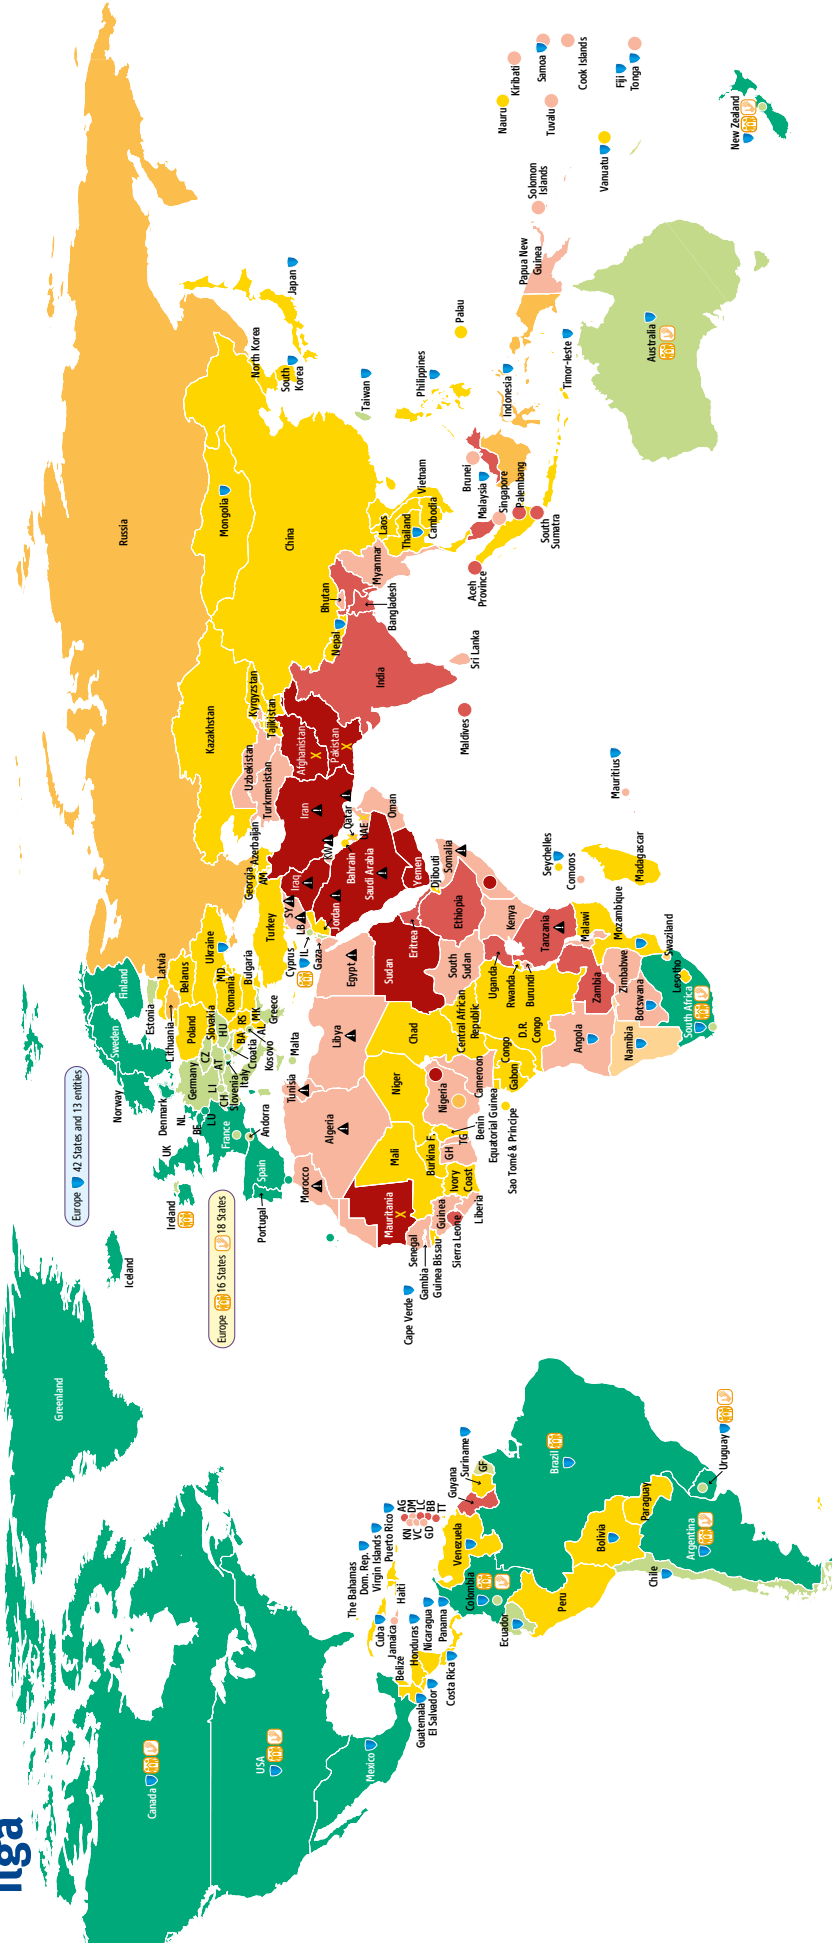 ilga
Greenland
Canada
USA
Mexico
The Bahamas
Dom. Rep.
Virgin Islands
Puerto Rico
Cuba
Jamaica
Haiti
Belize
Honduras
Nicaragua
Panama
Guatemala
El Salvador
Costa Rica
AG
DM
LC
BB
TT
KN
VC
GD
Guyana
Suriname
GF
Venezuela
Colombia
Ecuador
Peru
Bolivia
Brazil
Paraguay
Chile
Argentina
Uruguay
Europe 42 States and 13 entities
Europe 16 States 18 States
Iceland
Ireland
UK
Portugal
Spain
France
Andorra
Norway
Sweden
Finland
Denmark
NL
BE
LU
Germany
LI
CH
AT
CZ
Slovenia
Italy
Croatia
Kosovo
Malta
Estonia
Latvia
Lithuania
Poland
Belarus
Slovakia
HU
BA
RS
AL
MK
Greece
Romania
Bulgaria
MD
Ukraine
Cyprus
Turkey
Georgia
AM
Azerbaijan
Russia
Kazakhstan
Uzbekistan
Turkmenistan
Kyrgyzstan
Tajikistan
Mongolia
China
North Korea
South
Korea
Japan
Taiwan
Morocco
Algeria
Tunisia
Libya
Egypt
Gaza
IL
LB
SY
Jordan
Iraq
KW
Iran
Bahrain
Qatar
UAE
Saudi Arabia
Oman
Yemen
Afghanistan
Pakistan
India
Nepal
Bhutan
Bangladesh
Myanmar
Sri Lanka
Maldives
Laos
Thailand
Vietnam
Cambodia
Philippines
Palau
Brunei
Malaysia
Singapore
Palembang
South
Sumatra
Aceh
Province
Indonesia
Timor-leste
Cape Verde
Mauritania
Mali
Niger
Chad
Sudan
Eritrea
Djibouti
Somalia
Ethiopia
South
Sudan
Senegal
Gambia
Guinea Bissau
Guinea
Sierra Leone
Liberia
Ivory
Coast
Burkina F.
GH
TG
Benin
Nigeria
Cameroon
Equatorial Guinea
Sao Tomé & Principe
Gabon
Congo
D.R.
Congo
Central African
Republic
Uganda
Rwanda
Burundi
Kenya
Tanzania
Angola
Zambia
Malawi
Mozambique
Zimbabwe
Botswana
Namibia
South Africa
Lesotho
Swaziland
Seychelles
Comoros
Madagascar
Mauritius
Papua New
Guinea
Solomon
Islands
Nauru
Kiribati
Tuvalu
Samoa
Cook Islands
Fiji
Tonga
Vanuatu
Australia
New Zealand
X
X
X